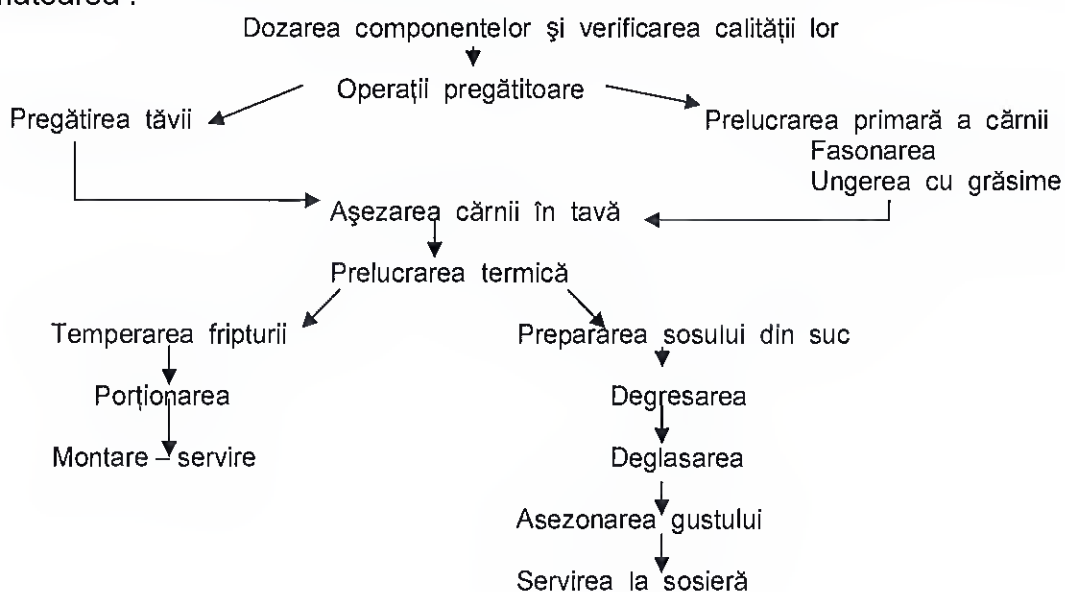 Dozarea componentelor şi verificarea calităţii lor
Operaţii pregătitoare
Pregătirea tăvii
Prelucrarea primară a cărnii
Fasonarea
Ungerea cu grăsime
Aşezarea cărnii în tavă
Prelucrarea termică
Temperarea fripturii
Prepararea sosului din suc
Porţionarea
Degresarea
Montare – servire
Deglasarea
Asezonarea gustului
Servirea la sosieră